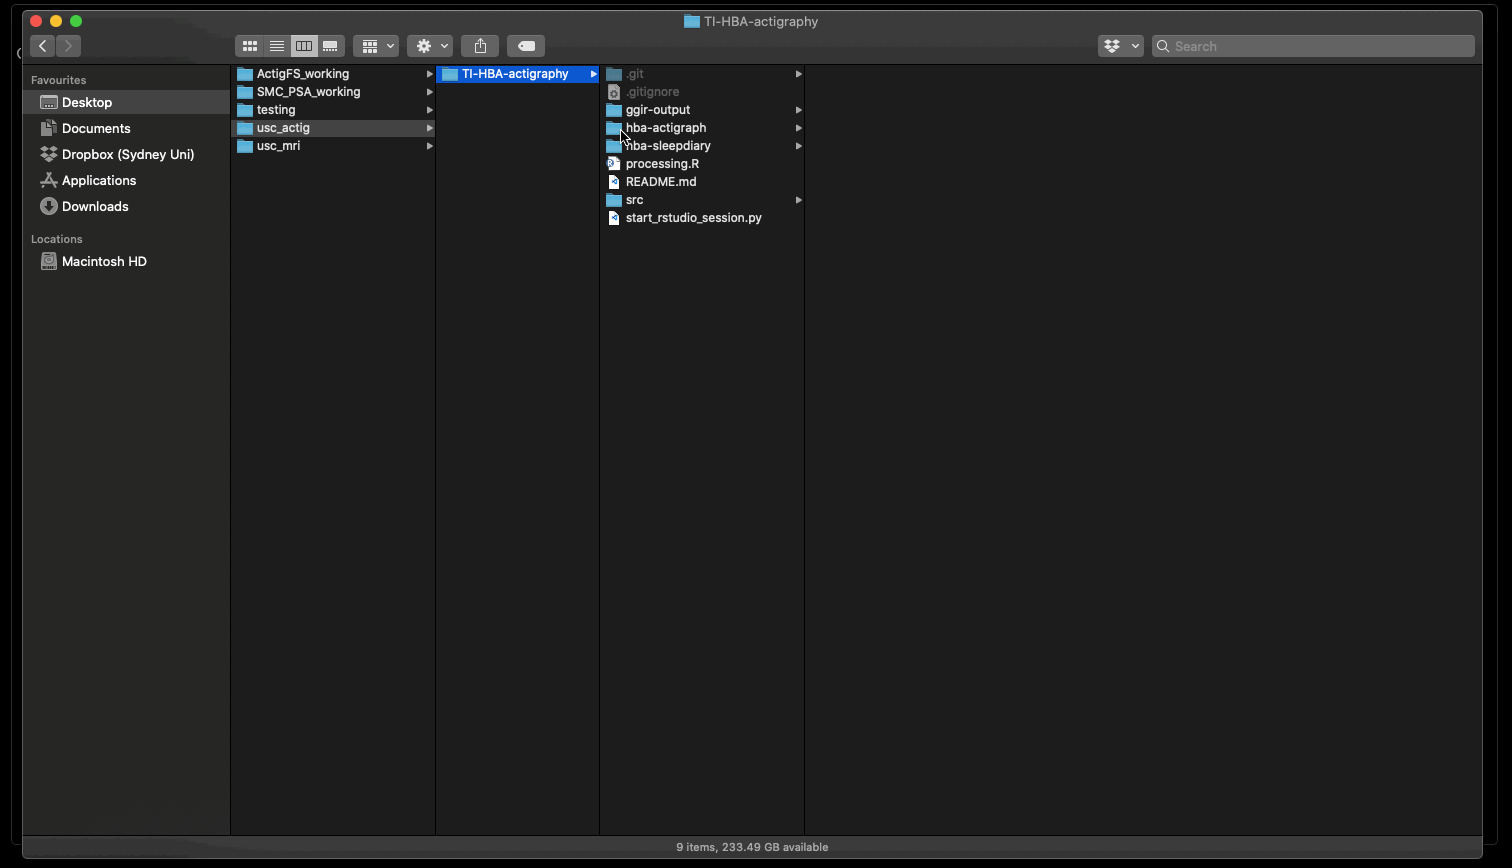 TI-HBA-actigraphy
Search
Favourites
Desktop
Documents
Dropbox (Sydney Uni)
Applications
Downloads
Locations
Macintosh HD
ActigFS_working
SMC_PSA_working
testing
usc_actig
usc_mri
TI-HBA-actigraphy
.git
.gitignore
ggir-output
hba-actigraph
hba-sleepdiary
processing.R
README.md
src
start_rstudio_session.py
9 items, 233.49 GB available